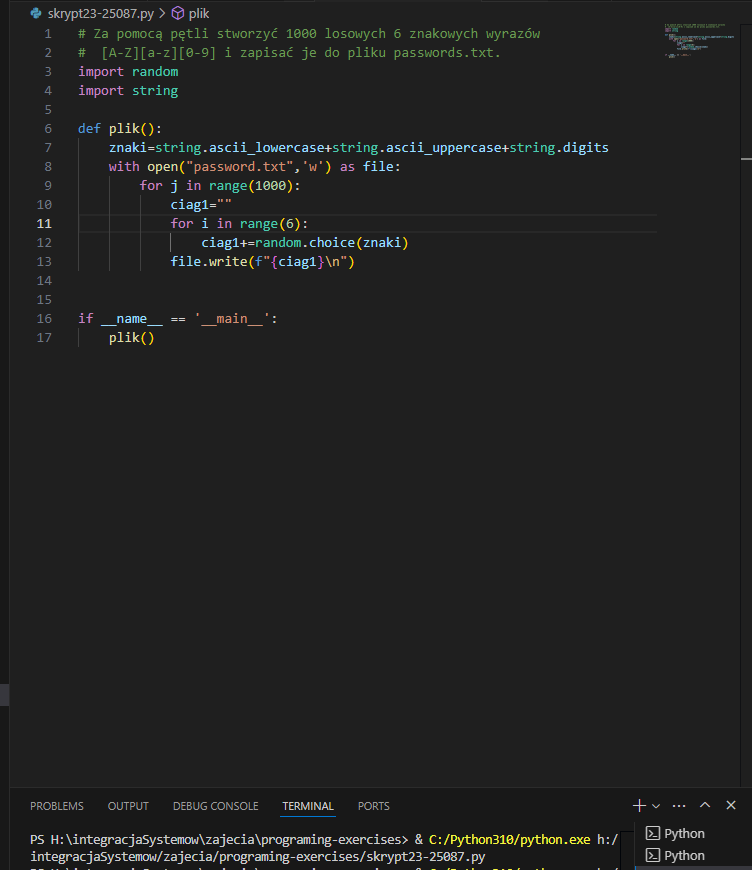 skrypt23-25087.py > plik
1 # Za pomocą pętli stworzyć 1000 losowych 6 znakowych wyrazów
2 #  [A-Z][a-z][0-9] i zapisać je do pliku passwords.txt.
3 import random
4 import string
5
6 def plik():
7     znaki=string.ascii_lowercase+string.ascii_uppercase+string.digits
8     with open("password.txt",'w') as file:
9         for j in range(1000):
10             ciag1=""
11             for i in range(6):
12                 ciag1+=random.choice(znaki)
13             file.write(f"{ciag1}\n")
14
15
16 if __name__ == '__main__':
17     plik()
PROBLEMS OUTPUT DEBUG CONSOLE TERMINAL PORTS
PS H:\integracjaSystemow\zajecia\programing-exercises> & C:/Python310/python.exe h:/
integracjaSystemow/zajecia/programing-exercises/skrypt23-25087.py
Python
Python